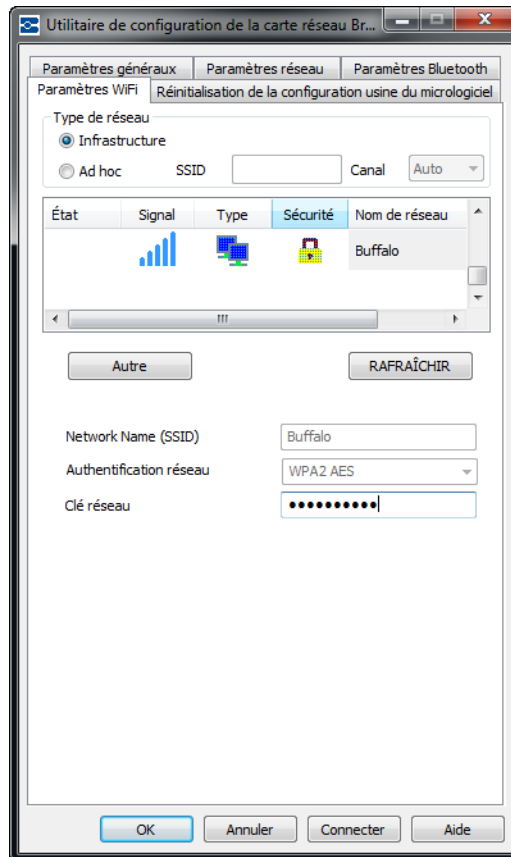 Utilitaire de configuration de la carte réseau Br...
Paramètres généraux Paramètres réseau Paramètres Bluetooth
Paramètres WiFi Réinitialisation de la configuration usine du micrologiciel
Type de réseau
Infrastructure
Ad hoc SSID Canal Auto
État Signal Type Sécurité Nom de réseau
Buffalo
Autre RAFRAÎCHIR
Network Name (SSID) Buffalo
Authentification réseau WPA2 AES
Clé réseau ●●●●●●●●●●
OK Annuler Connecter Aide